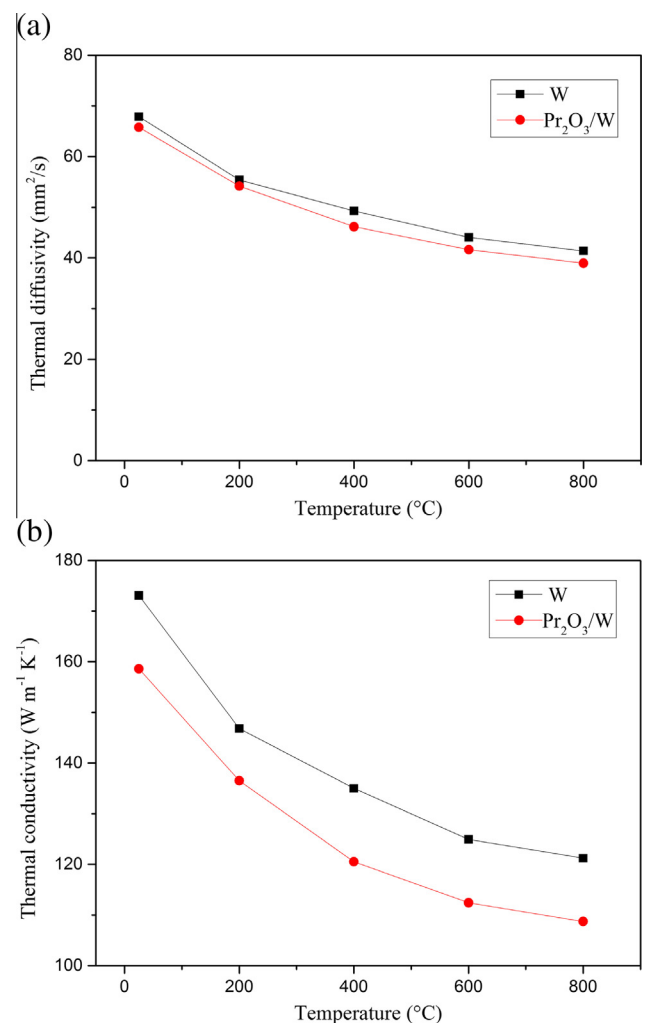 (a)
80
60
40
20
0
Thermal diffusivity (mm²/s)
W
Pr₂O₃/W
0 200 400 600 800
Temperature (°C)
(b)
180
160
140
120
100
Thermal conductivity (W m⁻¹ K⁻¹)
W
Pr₂O₃/W
0 200 400 600 800
Temperature (°C)